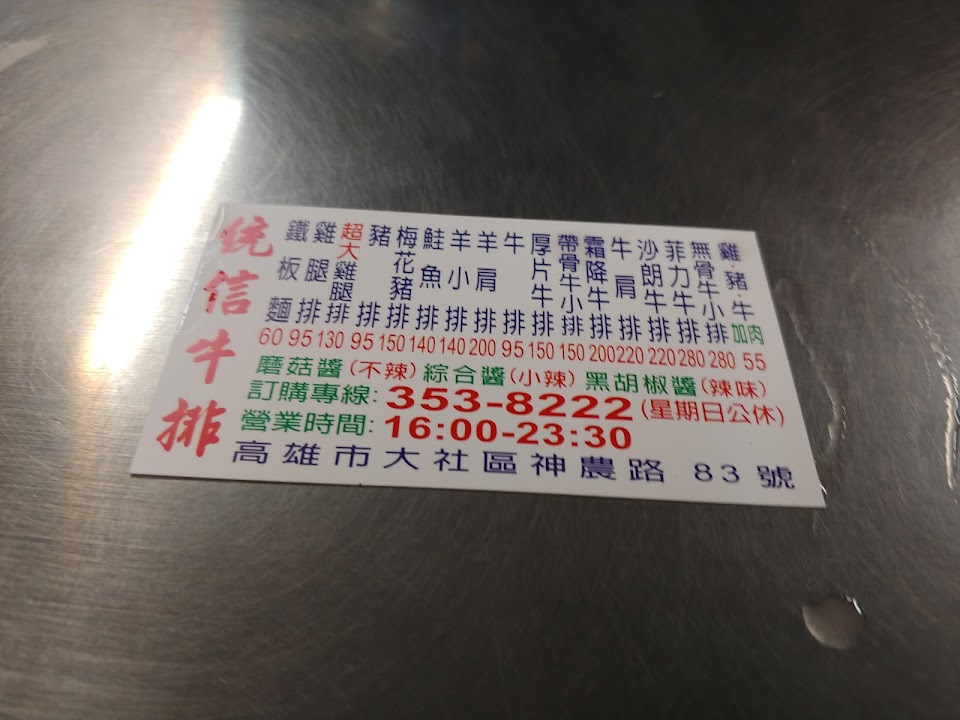 統信牛排
鐵板麵
雞腿排
超大雞腿排
豬排
梅花豬排
鮭魚排
羊小排
羊肩排
牛排
厚片牛排
帶骨牛小排
霜降牛排
牛肩排
沙朗牛排
菲力牛排
無骨牛小排
雞.豬.牛加肉
60 95 130 95 150 140 140 200 95 150 150 200 220 220 280 280 55
蘑菇醬(不辣)綜合醬(小辣)黑胡椒醬(辣味)
訂購專線:353-8222(星期日公休)
營業時間:16:00-23:30
高雄市大社區神農路 83 號